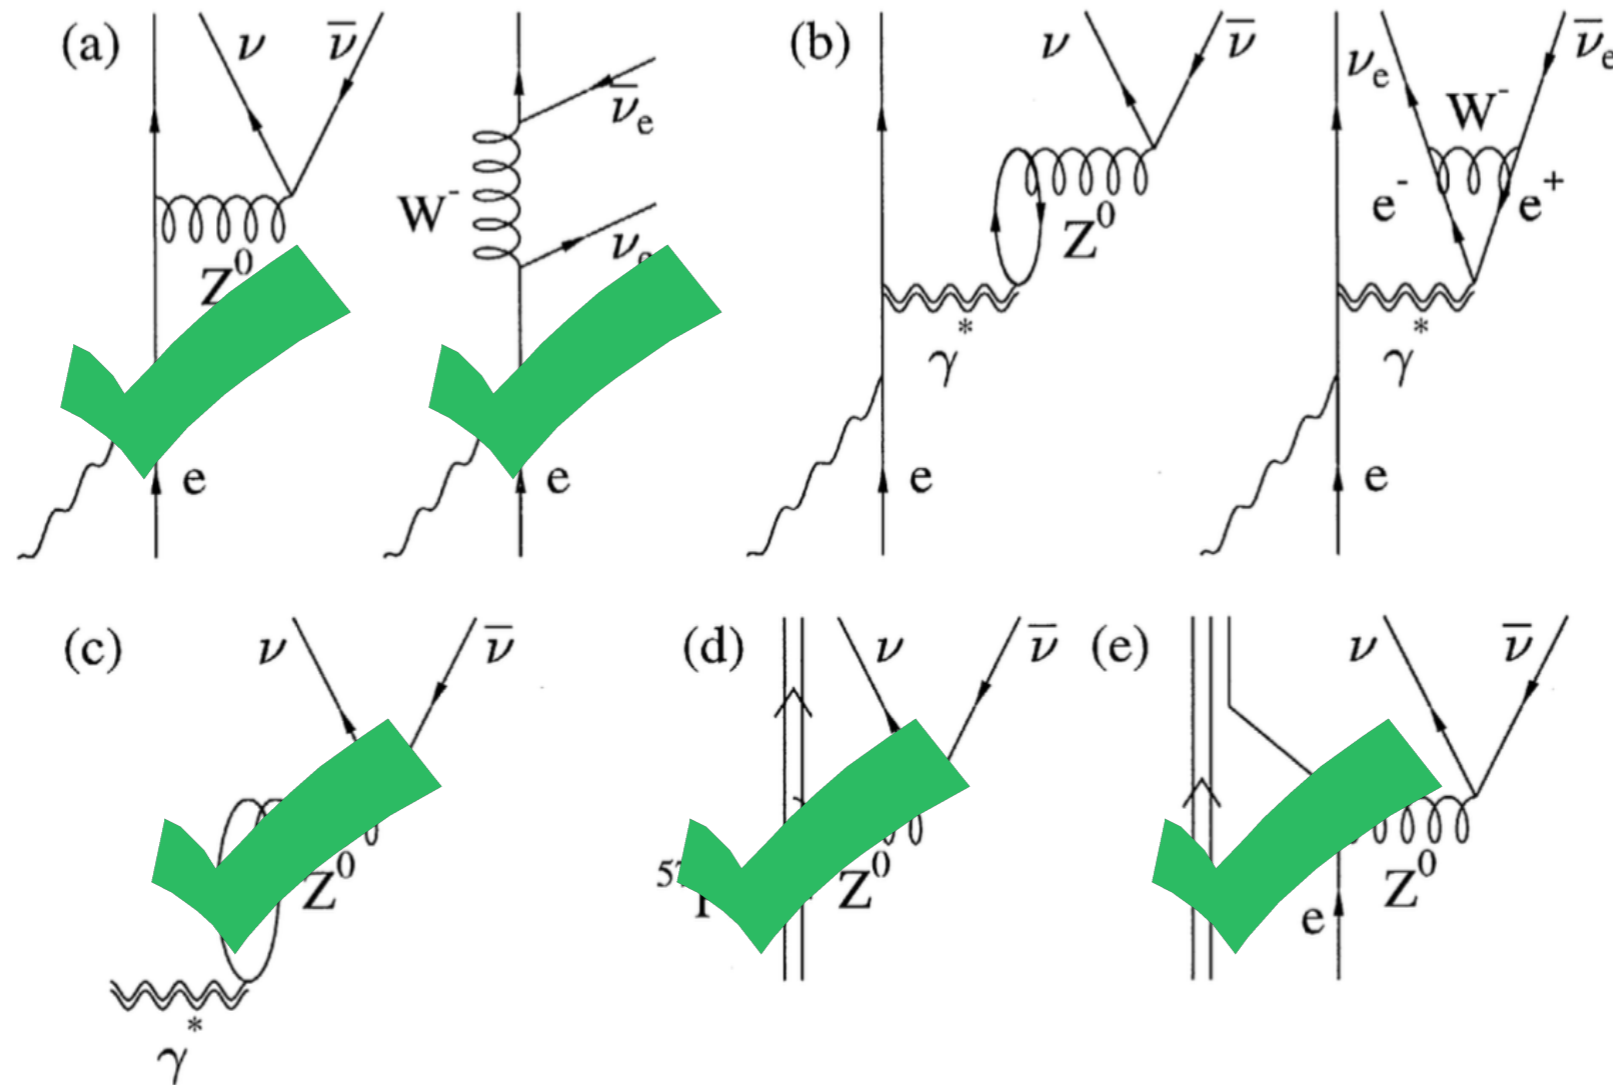 (a) ν ν̅ ν̅e W⁻ Z⁰ e e
(b) ν ν̅ Z⁰ γ* e νe ν̅e W⁻ e⁻ e⁺ γ* e
(c) ν ν̅ Z⁰ γ*
(d) ν ν̅ Z⁰
(e) ν ν̅ Z⁰ e